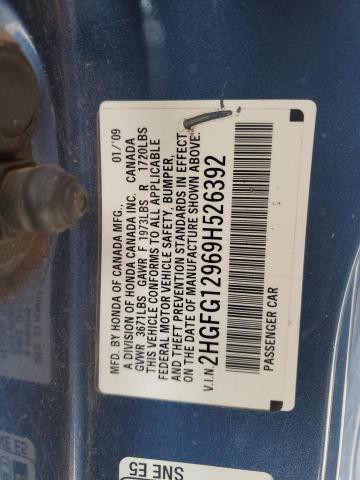 MFD. BY HONDA OF CANADA MFG., 01/'09
A DIVISION OF HONDA CANADA INC. CANADA
GVWR 3671LBS GAWR F 1973LBS R 1720LBS
THIS VEHICLE CONFORMS TO ALL APPLICABLE
FEDERAL MOTOR VEHICLE SAFETY, BUMPER,
AND THEFT PREVENTION STANDARDS IN EFFECT
ON THE DATE OF MANUFACTURE SHOWN ABOVE.
V.I.N. 2HGFG12969H526392
PASSENGER CAR
SNE E5